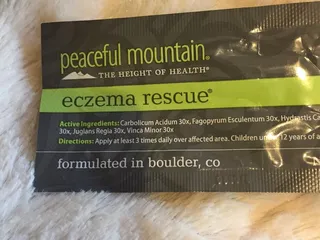 peaceful mountain®
THE HEIGHT OF HEALTH®
eczema rescue®
Active Ingredients: Carbolicum Acidum 30x, Fagopyrum Esculentum 30x, Hydrastis Ca
30x, Juglans Regia 30x, Vinca Minor 30x
Directions: Apply at least 3 times daily over affected area. Children under 12 years of a
formulated in boulder, co